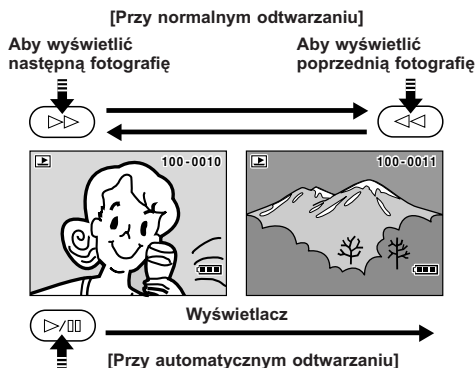 [Przy normalnym odtwarzaniu]
Aby wyświetlić
następną fotografię
Aby wyświetlić
poprzednią fotografię
100-0010
100-0011
Wyświetlacz
[Przy automatycznym odtwarzaniu]